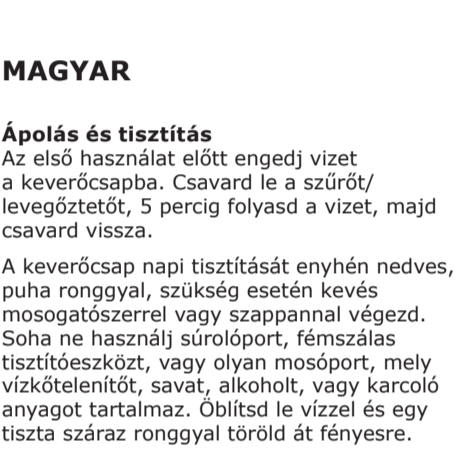 MAGYAR
Ápolás és tisztítás
Az első használat előtt engedj vizet
a keverőcsapba. Csavard le a szűrőt/
levegőztetőt, 5 percig folyasd a vizet, majd
csavard vissza.
A keverőcsap napi tisztítását enyhén nedves,
puha ronggyal, szükség esetén kevés
mosogatószerrel vagy szappannal végezd.
Soha ne használj súrolóport, fémszálas
tisztítóeszközt, vagy olyan mosóport, mely
vízkőtelenítőt, savat, alkoholt, vagy karcoló
anyagot tartalmaz. Öblítsd le vízzel és egy
tiszta száraz ronggyal töröld át fényesre.